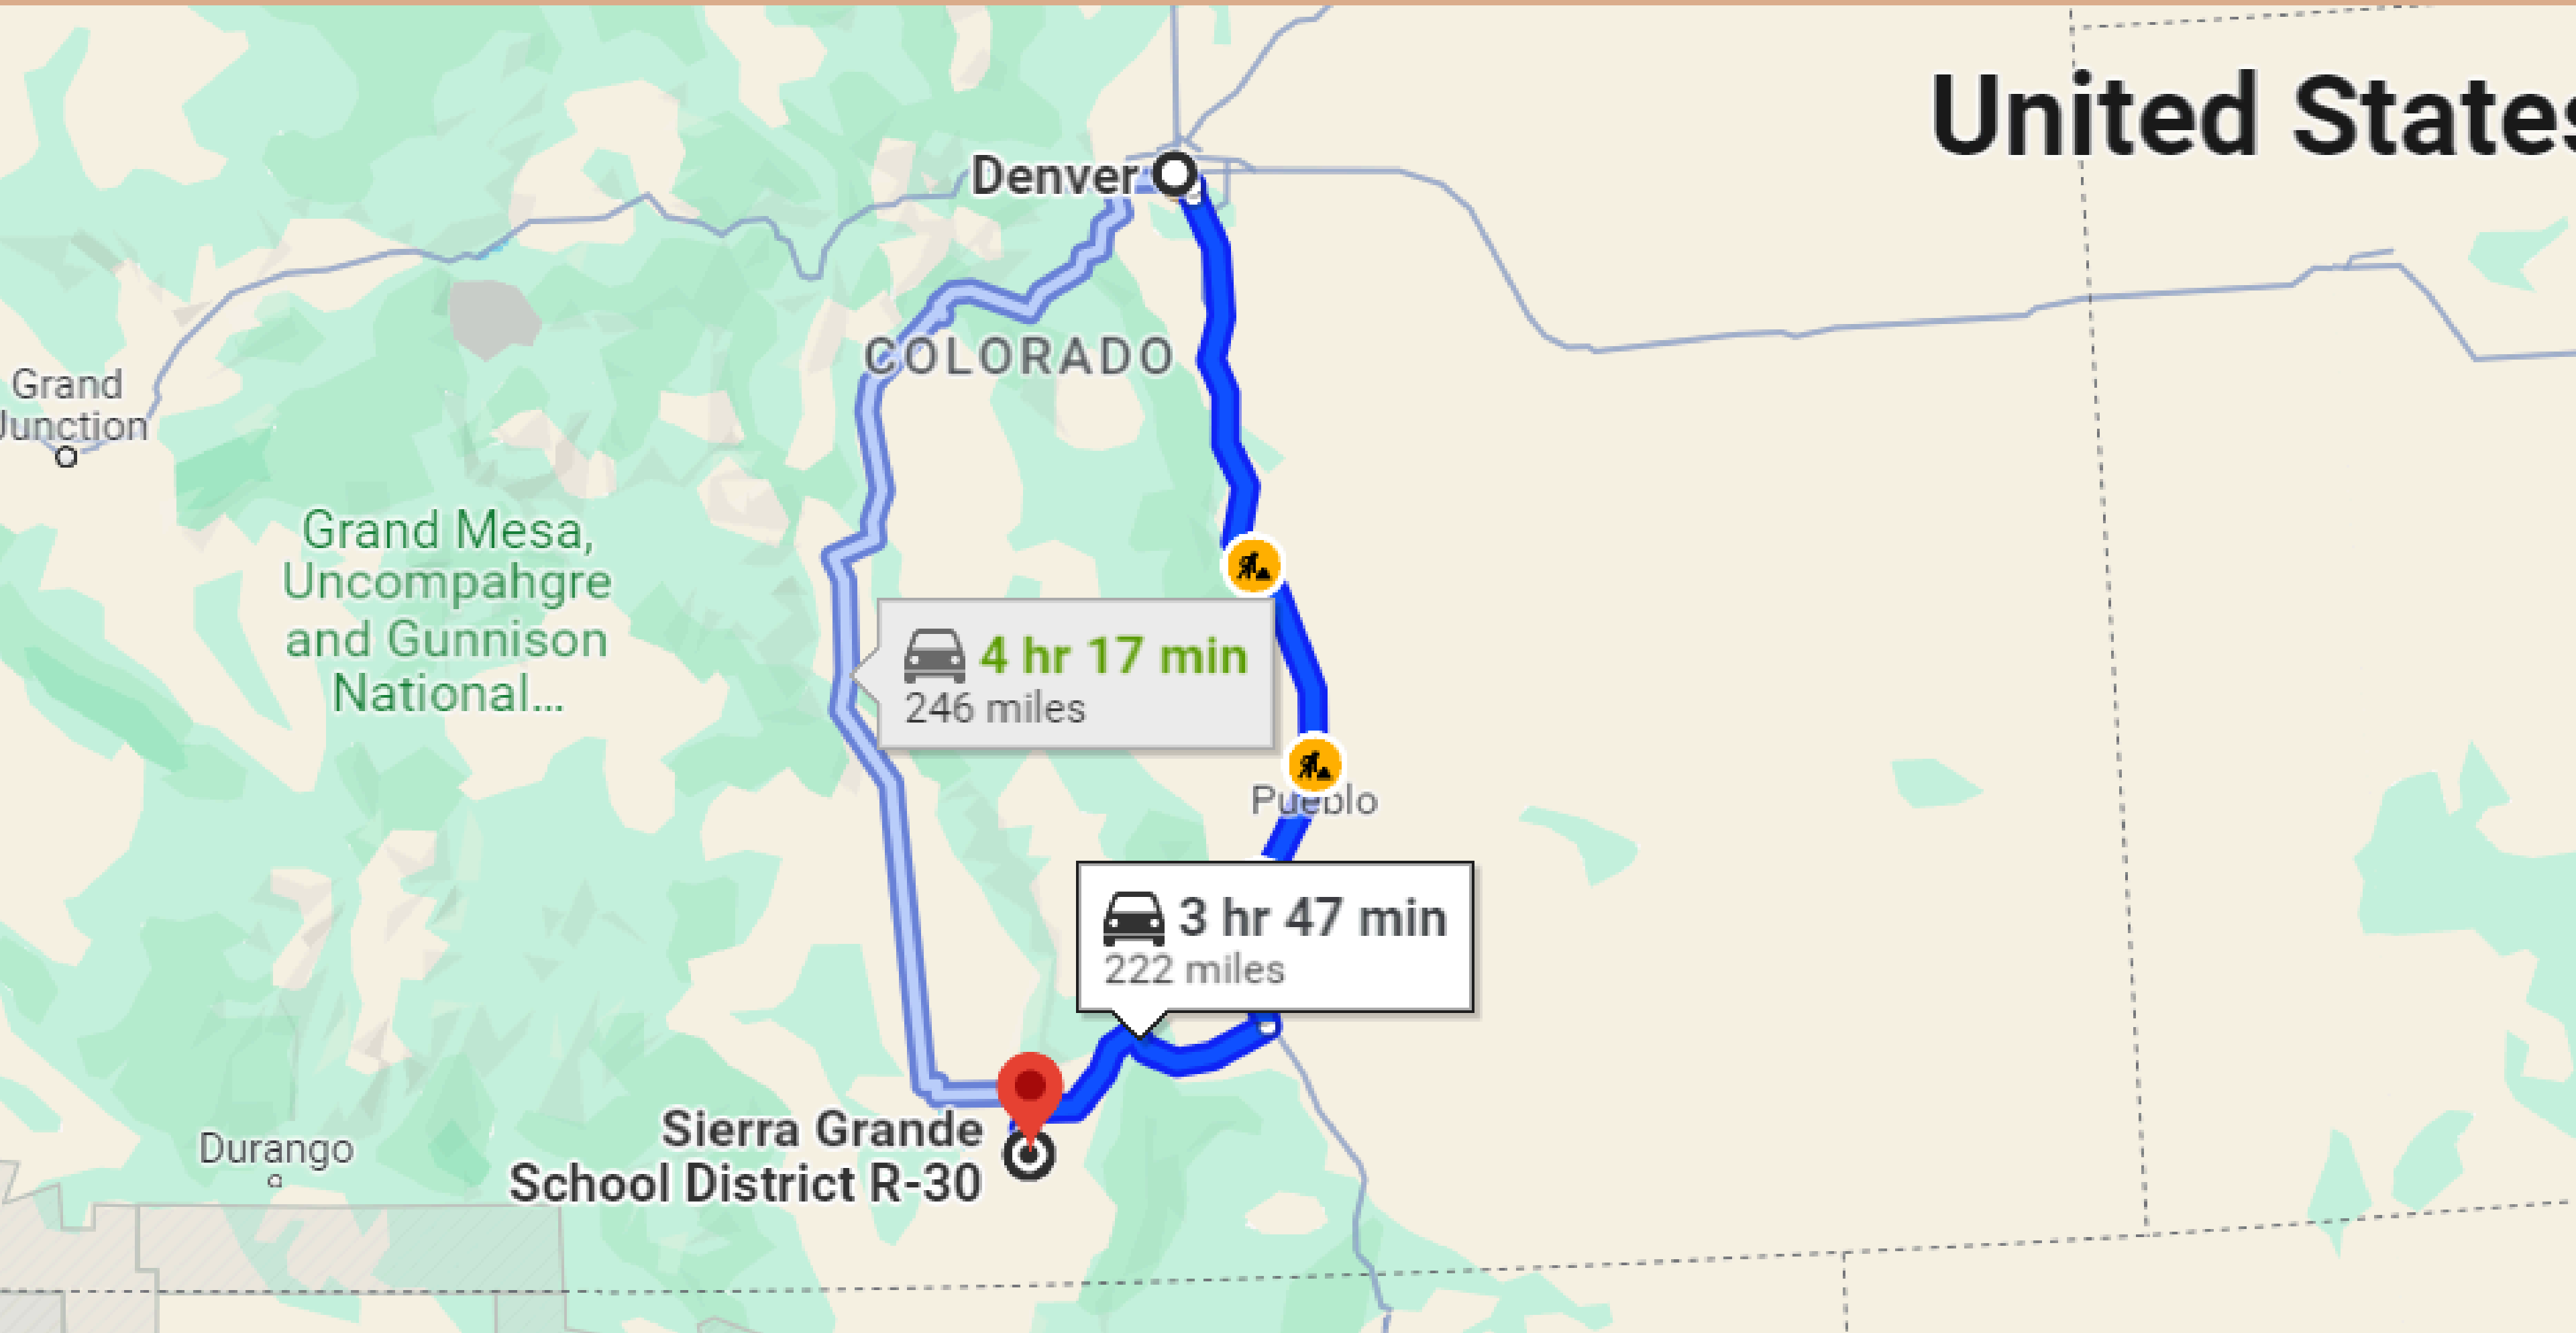 United States
Denver
COLORADO
Grand
Junction
Grand Mesa,
Uncompahgre
and Gunnison
National...
4 hr 17 min
246 miles
Pueblo
3 hr 47 min
222 miles
Sierra Grande
School District R-30
Durango